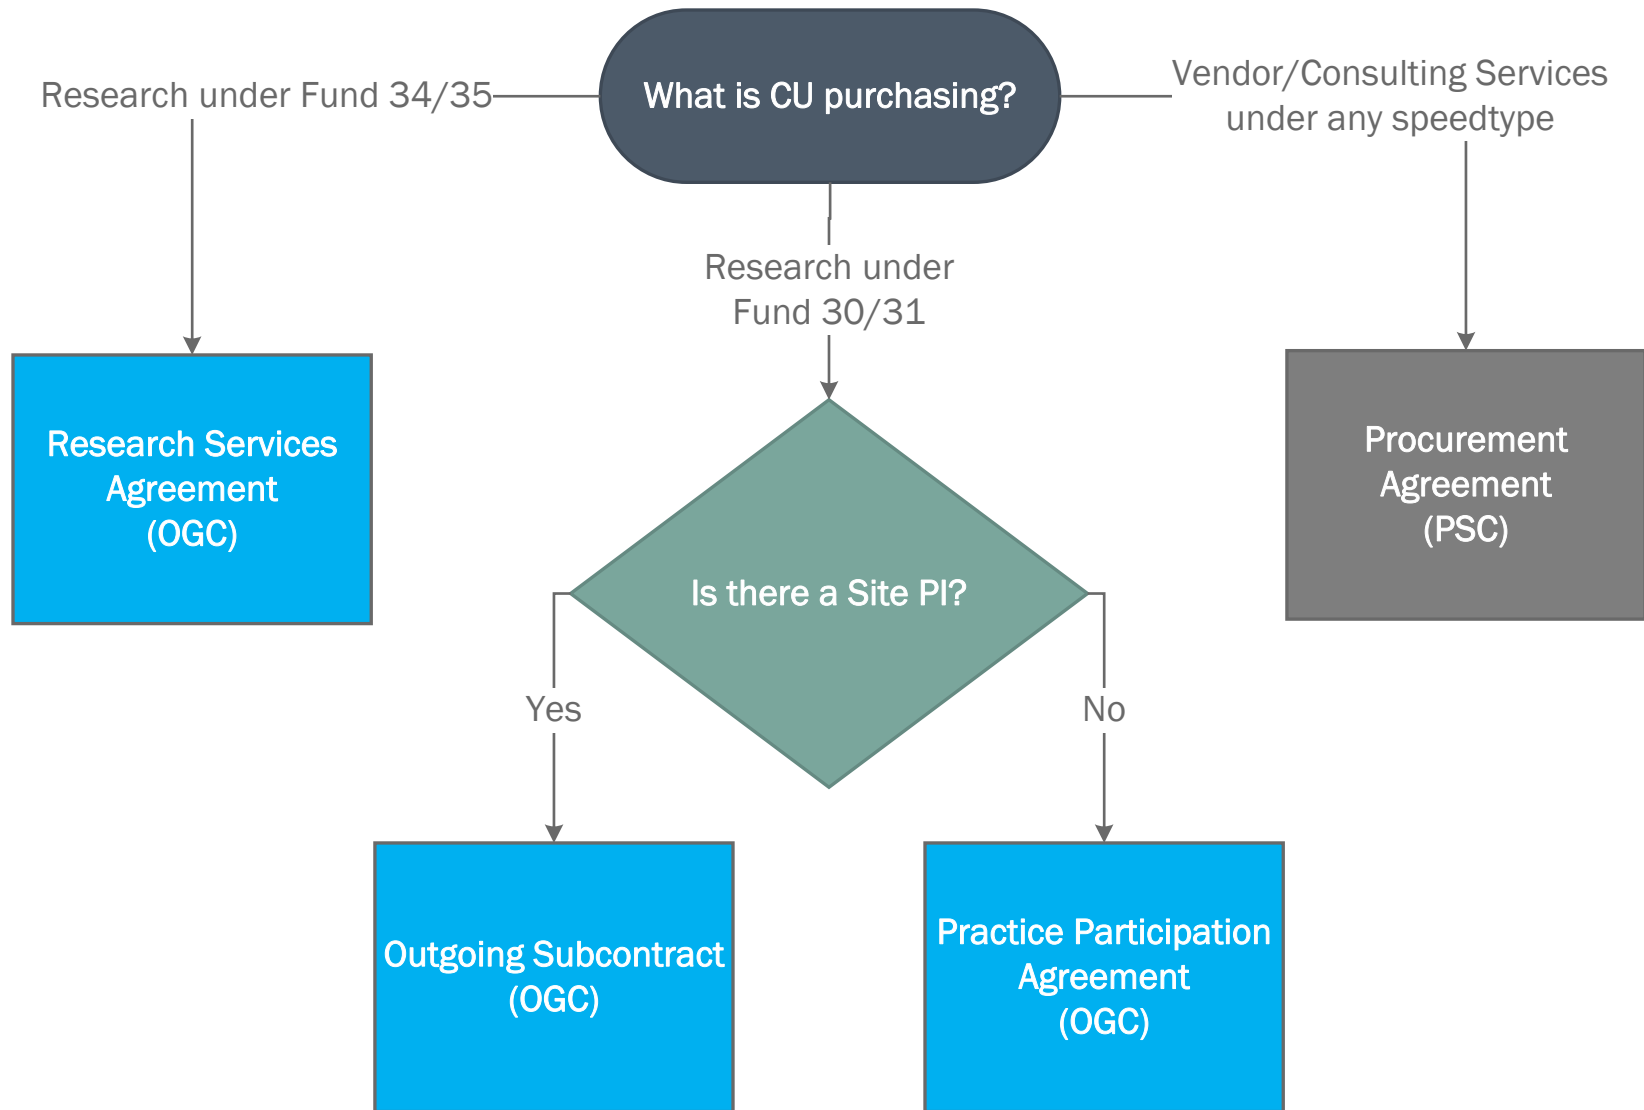 What is CU purchasing?
Research under Fund 34/35
Vendor/Consulting Services
under any speedtype
Research under
Fund 30/31
Research Services
Agreement
(OGC)
Procurement
Agreement
(PSC)
Is there a Site PI?
Yes
No
Outgoing Subcontract
(OGC)
Practice Participation
Agreement
(OGC)